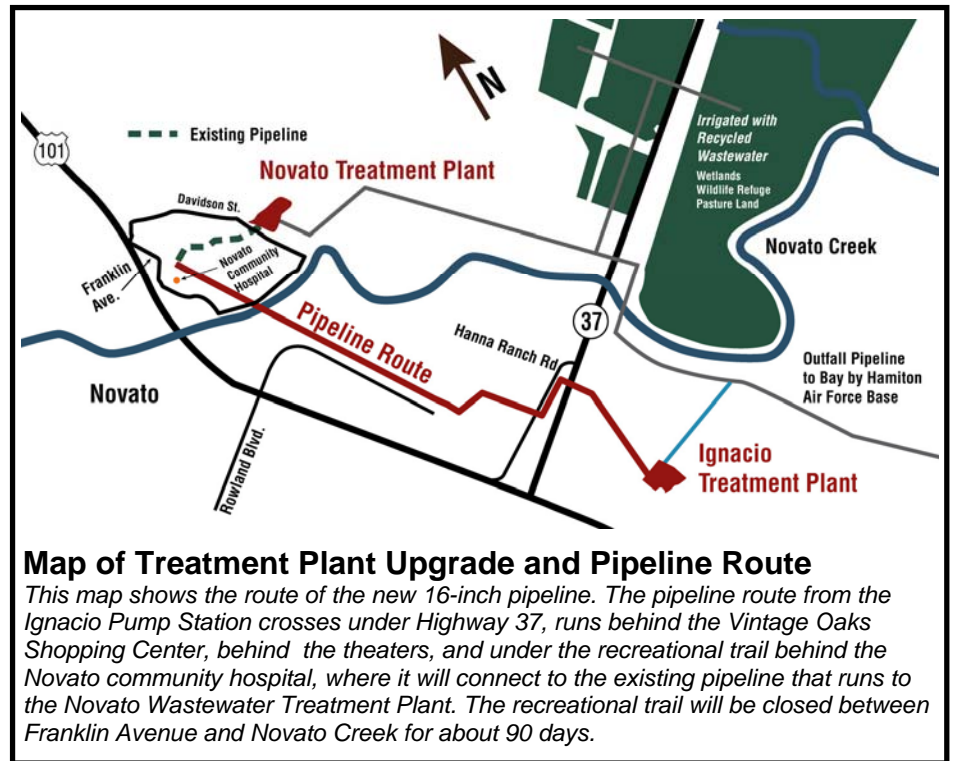 N
101
Existing Pipeline
Novato Treatment Plant
Davidson St.
Irrigated with
Recycled
Wastewater
Wetlands
Wildlife Refuge
Pasture Land
Novato
Community
Hospital
Franklin
Ave.
Novato Creek
Pipeline Route
Hanna Ranch Rd
37
Novato
Rowland Blvd.
Outfall Pipeline
to Bay by Hamiton
Air Force Base
Ignacio
Treatment Plant
Map of Treatment Plant Upgrade and Pipeline Route
This map shows the route of the new 16-inch pipeline. The pipeline route from the
Ignacio Pump Station crosses under Highway 37, runs behind the Vintage Oaks
Shopping Center, behind  the theaters, and under the recreational trail behind the
Novato community hospital, where it will connect to the existing pipeline that runs to
the Novato Wastewater Treatment Plant. The recreational trail will be closed between
Franklin Avenue and Novato Creek for about 90 days.